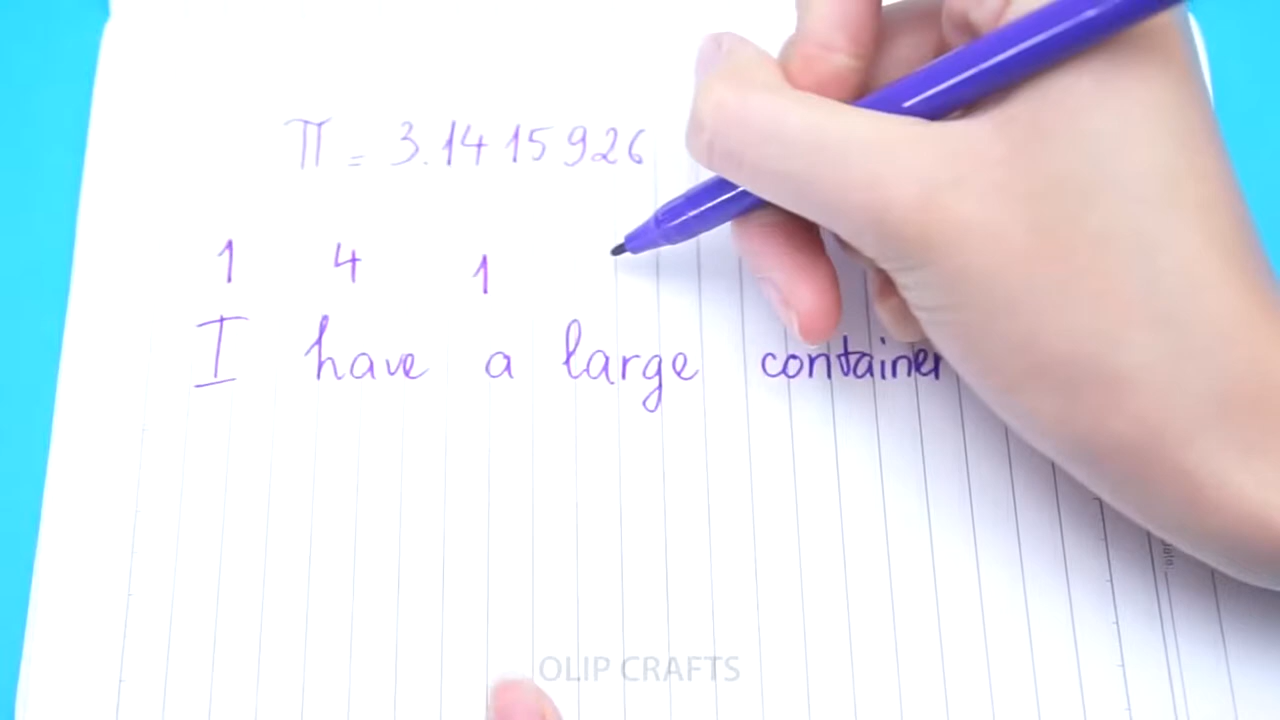 π = 3.1415926
1 4 1
I have a large container
OLIP CRAFTS